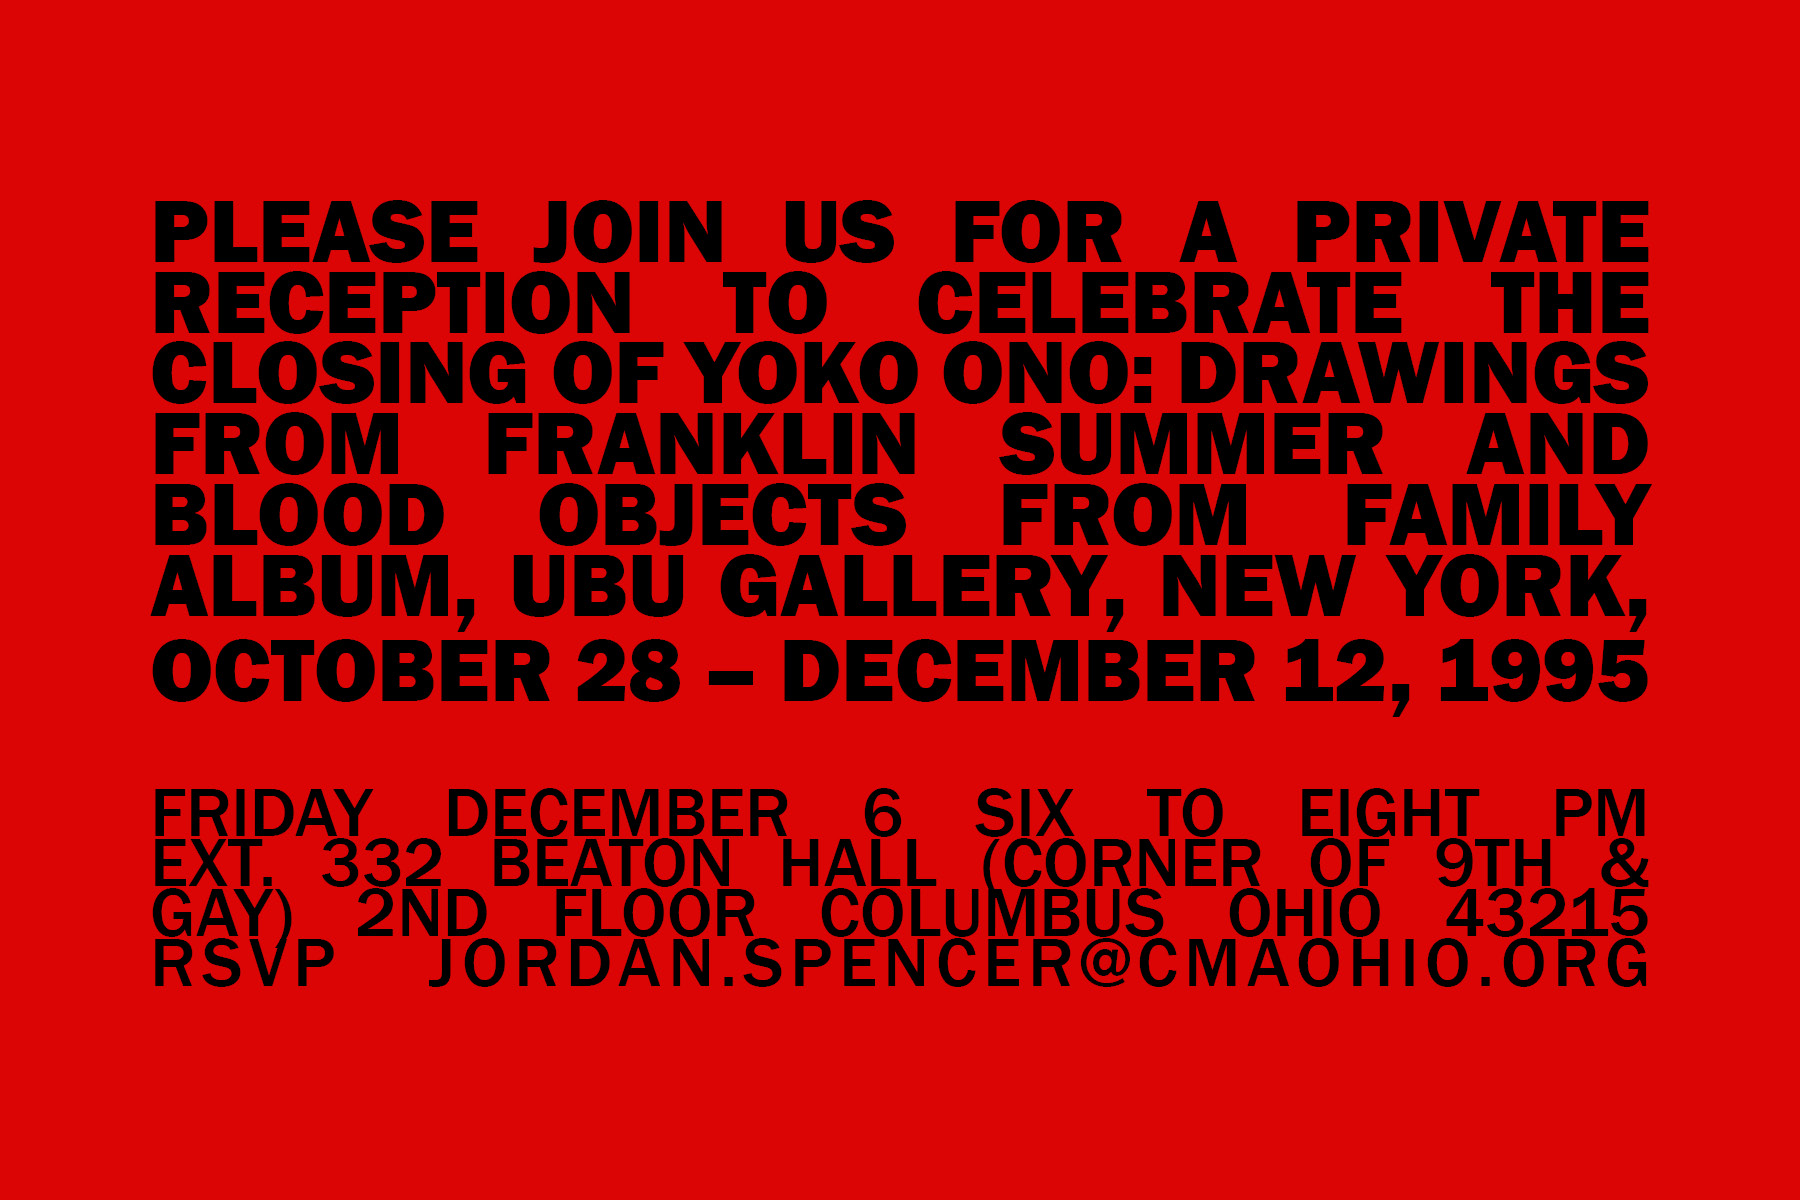 PLEASE JOIN US FOR A PRIVATE
RECEPTION TO CELEBRATE THE
CLOSING OF YOKO ONO: DRAWINGS
FROM FRANKLIN SUMMER AND
BLOOD OBJECTS FROM FAMILY
ALBUM, UBU GALLERY, NEW YORK,
OCTOBER 28 – DECEMBER 12, 1995
FRIDAY DECEMBER 6 SIX TO EIGHT PM
EXT. 332 BEATON HALL (CORNER OF 9TH &
GAY) 2ND FLOOR COLUMBUS OHIO 43215
RSVP JORDAN.SPENCER@CMAOHIO.ORG